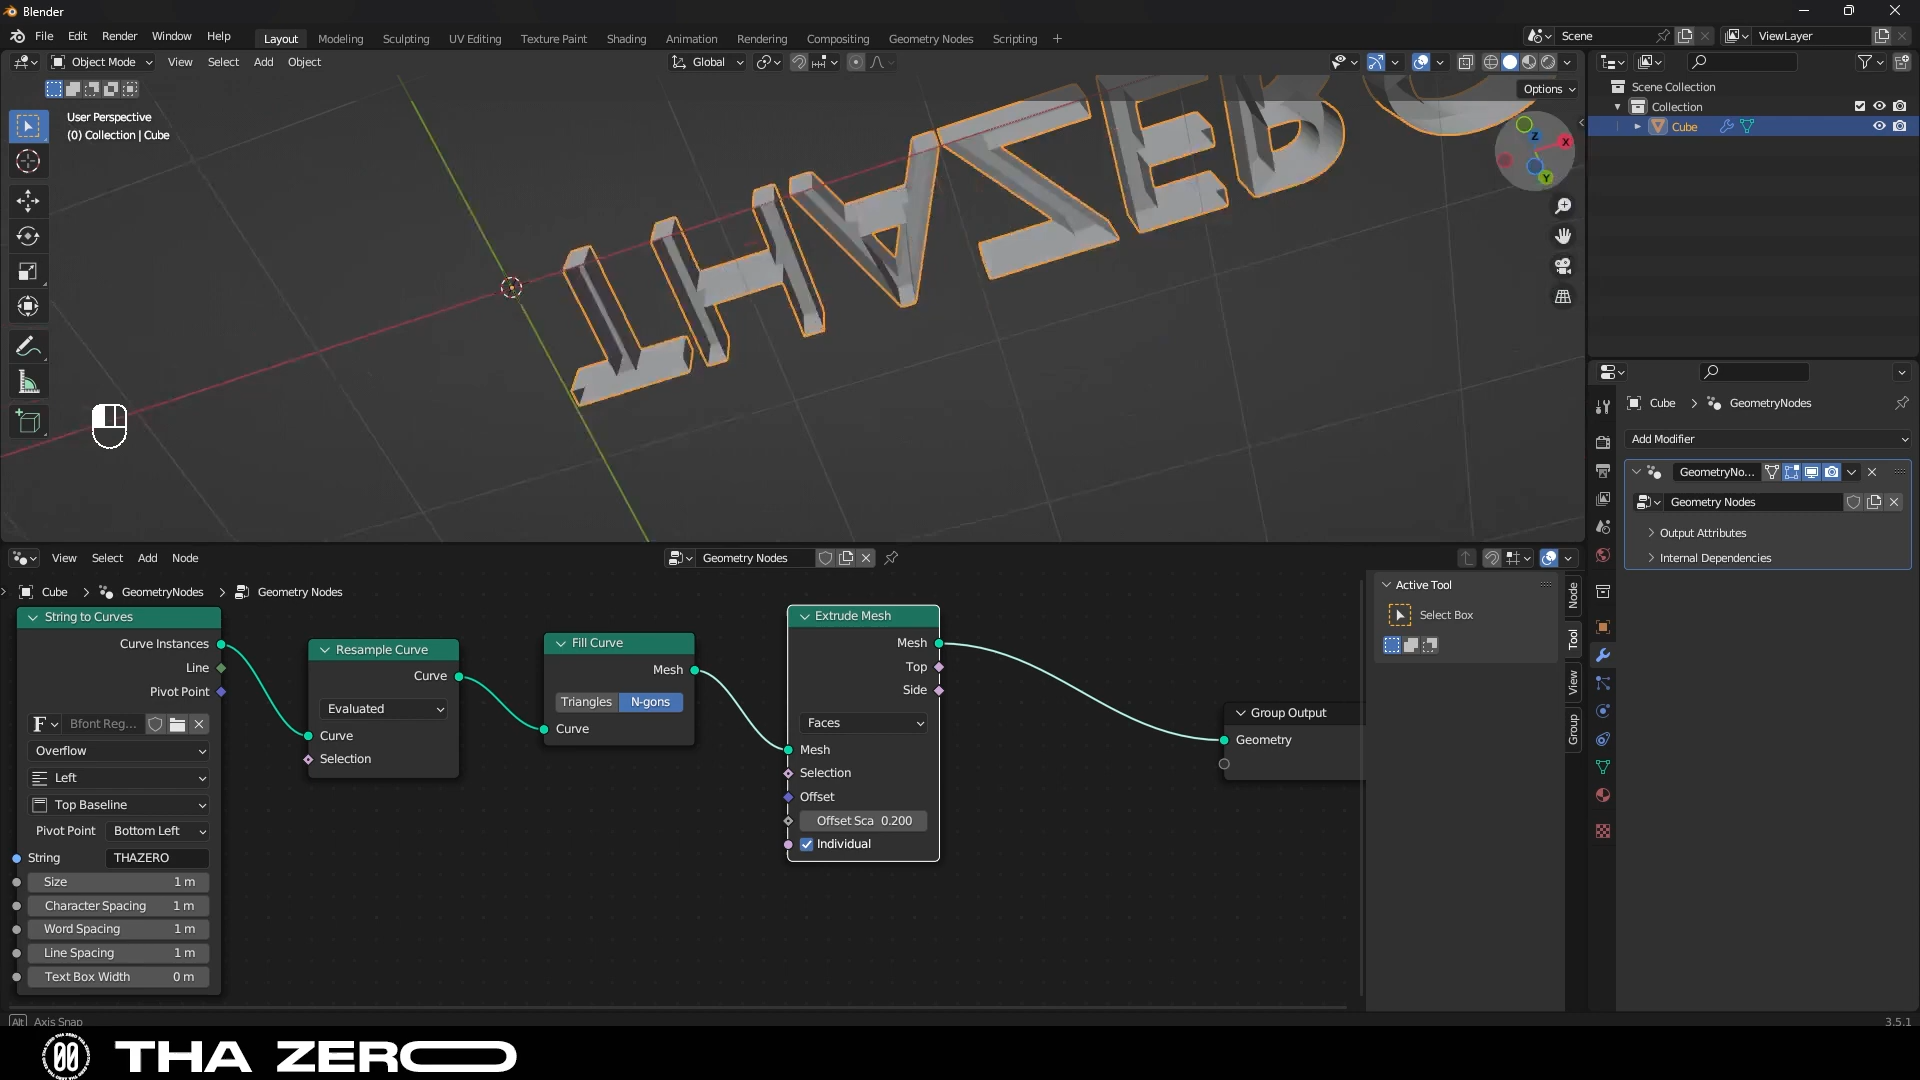 Blender
File Edit Render Window Help
Layout Modeling Sculpting UV Editing Texture Paint Shading Animation Rendering Compositing Geometry Nodes Scripting +
Scene ViewLayer
Object Mode View Select Add Object
Global
Options
User Perspective
(0) Collection | Cube
THAZERO
Z
X
Y
Scene Collection
Collection
Cube
Cube > GeometryNodes
Add Modifier
GeometryNo...
Geometry Nodes
Output Attributes
Internal Dependencies
View Select Add Node
Geometry Nodes
Cube > GeometryNodes > Geometry Nodes
String to Curves
Curve Instances
Line
Pivot Point
F Bfont Reg...
Overflow
Left
Top Baseline
Pivot Point Bottom Left
String THAZERO
Size 1 m
Character Spacing 1 m
Word Spacing 1 m
Line Spacing 1 m
Text Box Width 0 m
Resample Curve
Curve
Evaluated
Curve
Selection
Fill Curve
Mesh
Triangles N-gons
Curve
Extrude Mesh
Mesh
Top
Side
Faces
Mesh
Selection
Offset
Offset Sca 0.200
Individual
Group Output
Geometry
Active Tool
Select Box
Node
Tool
View
Group
Alt Axis Snap
3.5.1
THA ZERO